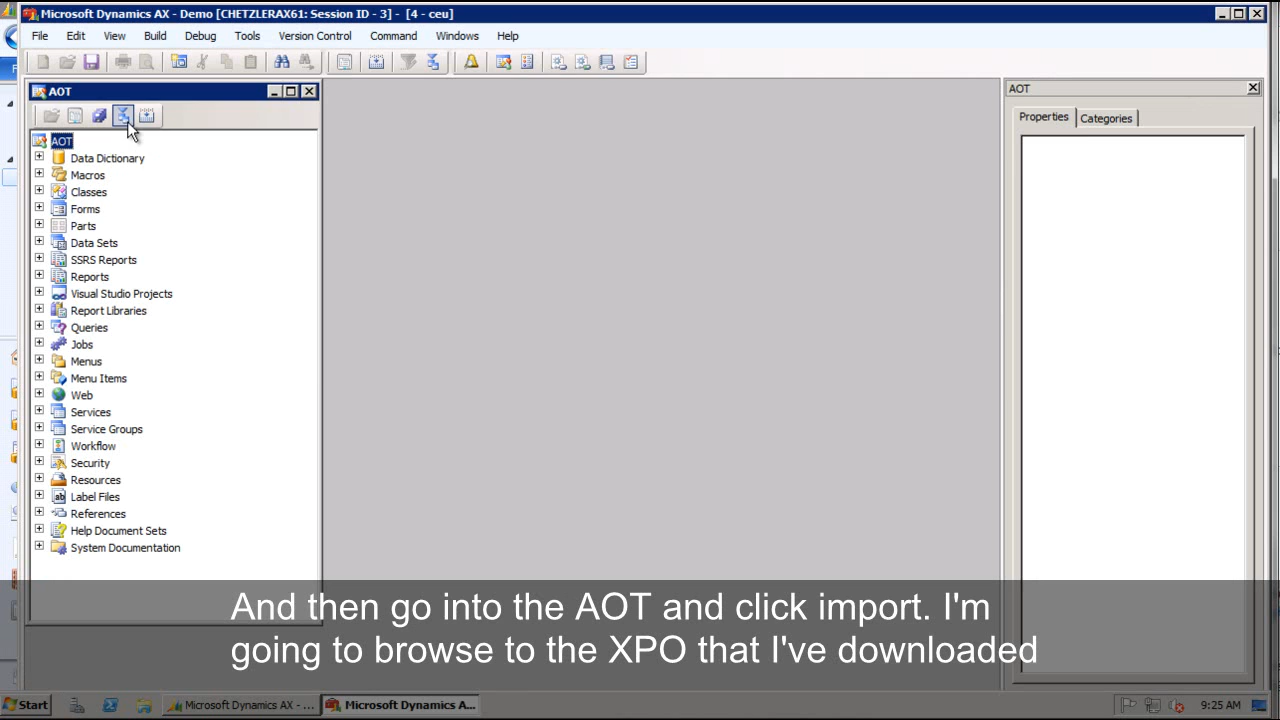 Microsoft Dynamics AX - Demo [CHETZLERAX61: Session ID - 3] - [4 - ceu]
File Edit View Build Debug Tools Version Control Command Windows Help
AOT
AOT
Data Dictionary
Macros
Classes
Forms
Parts
Data Sets
SSRS Reports
Reports
Visual Studio Projects
Report Libraries
Queries
Jobs
Menus
Menu Items
Web
Services
Service Groups
Workflow
Security
Resources
Label Files
References
Help Document Sets
System Documentation
AOT
Properties Categories
And then go into the AOT and click import. I'm
going to browse to the XPO that I've downloaded
Start Microsoft Dynamics AX - ... Microsoft Dynamics A... 9:25 AM